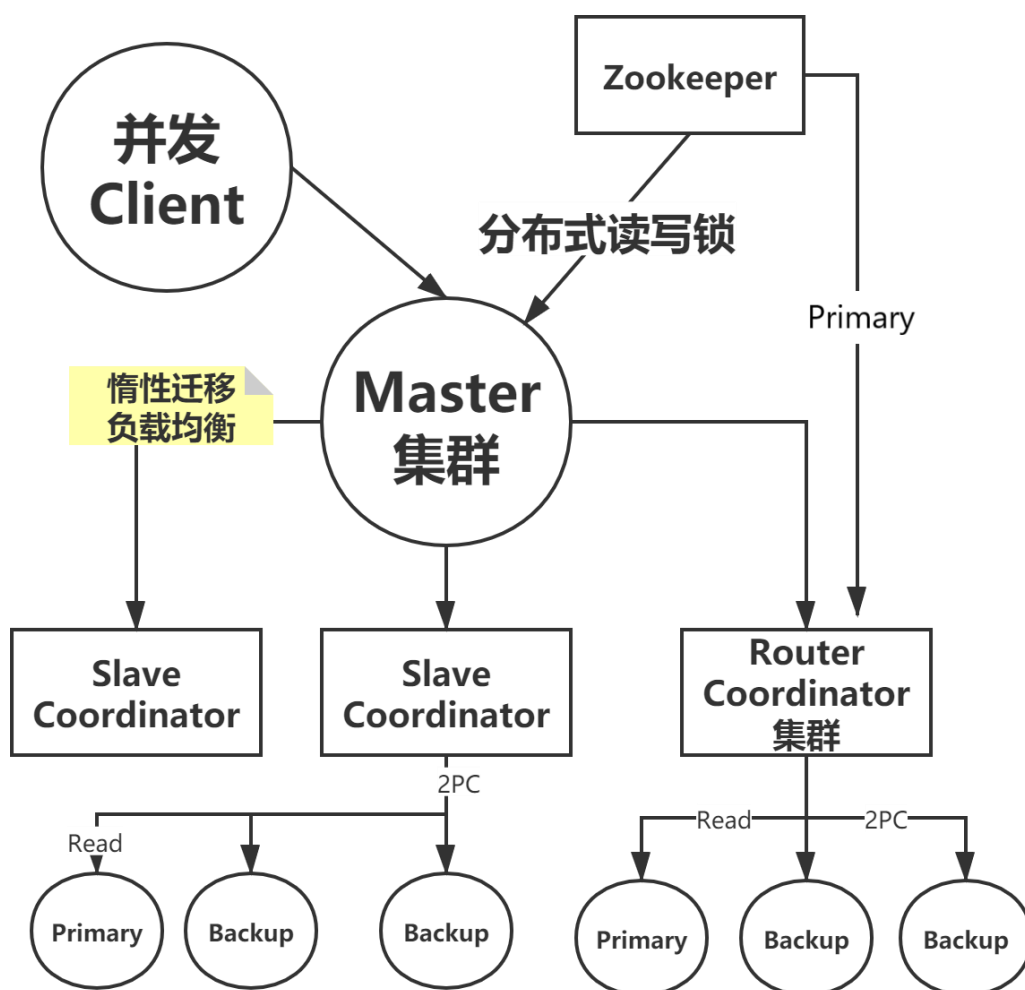 并发
Client
Zookeeper
分布式读写锁
Primary
惰性迁移
负载均衡
Master
集群
Slave
Coordinator
Slave
Coordinator
Router
Coordinator
集群
2PC
Read
Read
2PC
Primary
Backup
Backup
Primary
Backup
Backup